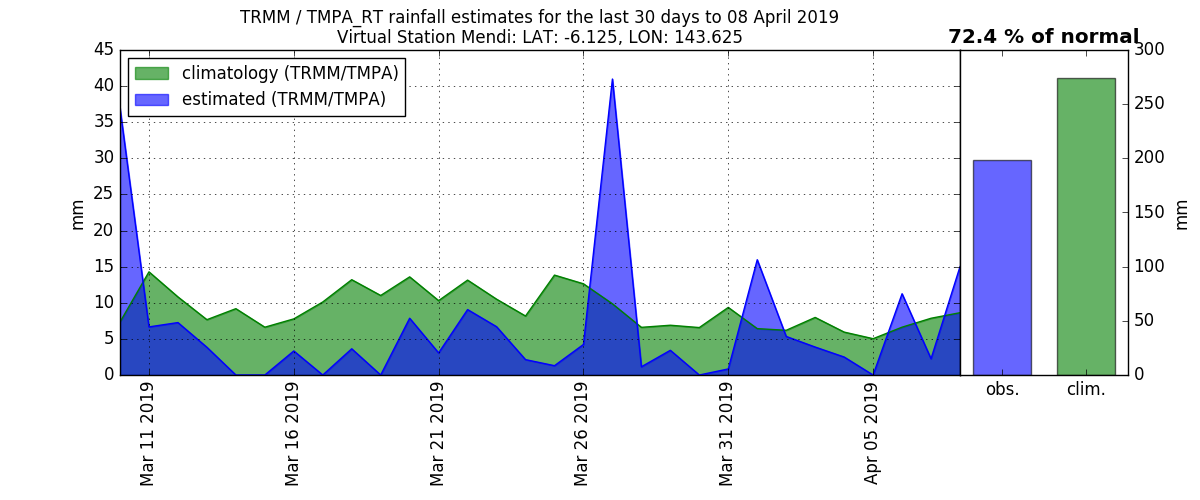 TRMM / TMPA_RT rainfall estimates for the last 30 days to 08 April 2019
Virtual Station Mendi: LAT: -6.125, LON: 143.625
72.4 % of normal
climatology (TRMM/TMPA)
estimated (TRMM/TMPA)
45
40
35
30
25
20
15
10
5
0
mm
Mar 11 2019
Mar 16 2019
Mar 21 2019
Mar 26 2019
Mar 31 2019
Apr 05 2019
obs.
clim.
300
250
200
150
100
50
0
mm